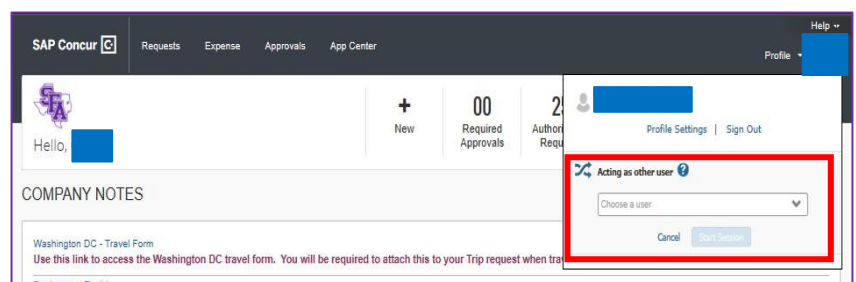 Help
SAP Concur C
Requests
Expense
Approvals
App Center
Profile
SFA
Hello,
+
New
00
Required
Approvals
Profile Settings | Sign Out
Acting as other user ?
Choose a user
Cancel
Start Session
COMPANY NOTES
Washington DC - Travel Form
Use this link to access the Washington DC travel form. You will be required to attach this to your Trip request when